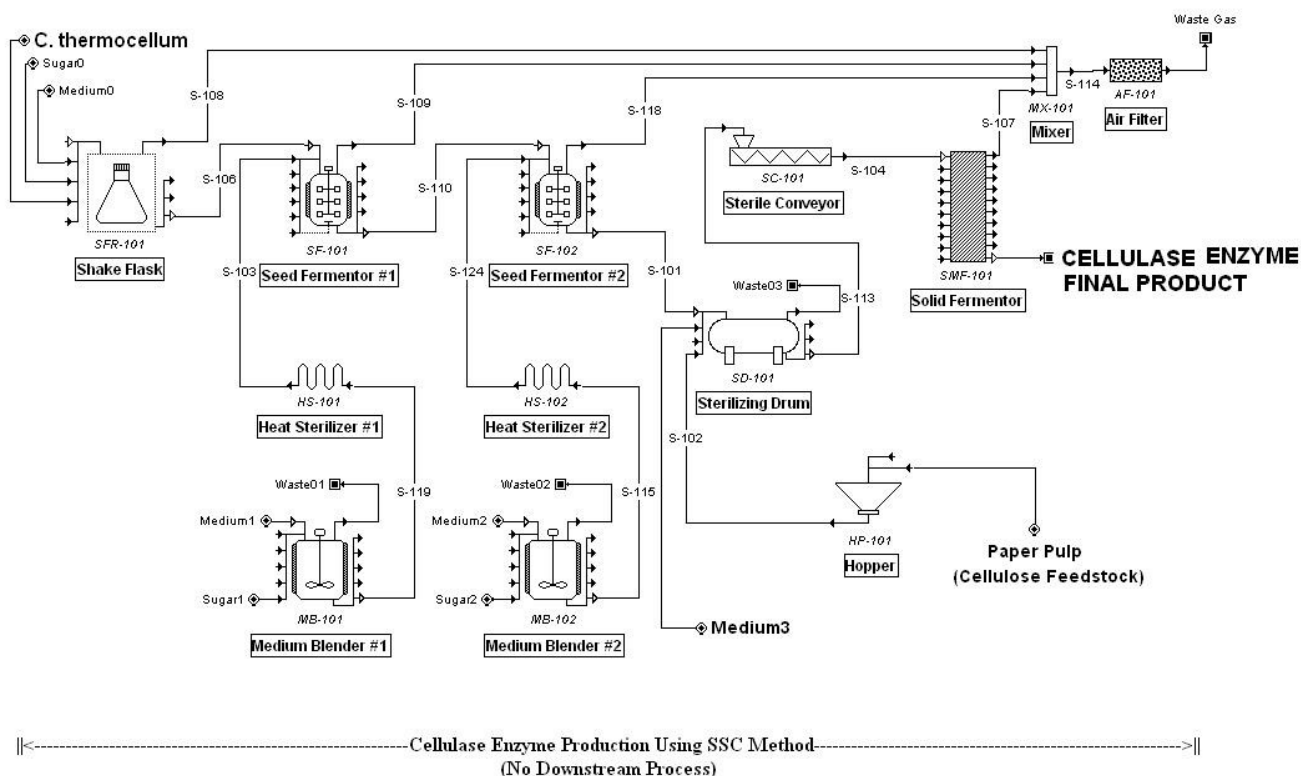 Waste Gas
C. thermocellum
Sugar0
Medium0
S-108
S-109
S-118
S-114
AF-101
Air Filter
MX-101
Mixer
S-107
S-106
S-110
SC-101
S-104
Sterile Conveyor
SFR-101
Shake Flask
SF-101
Seed Fermentor #1
SF-102
Seed Fermentor #2
S-103
S-124
S-101
SMF-101
Solid Fermentor
CELLULASE ENZYME
FINAL PRODUCT
Waste03
S-113
SD-101
Sterilizing Drum
HS-101
Heat Sterilizer #1
HS-102
Heat Sterilizer #2
S-102
S-119
S-115
Waste01
Waste02
Medium1
Medium2
Sugar1
Sugar2
MB-101
Medium Blender #1
MB-102
Medium Blender #2
HP-101
Hopper
Paper Pulp
(Cellulose Feedstock)
Medium3
||<-----------------------------------------------Cellulase Enzyme Production Using SSC Method----------------------------------------------->||
(No Downstream Process)